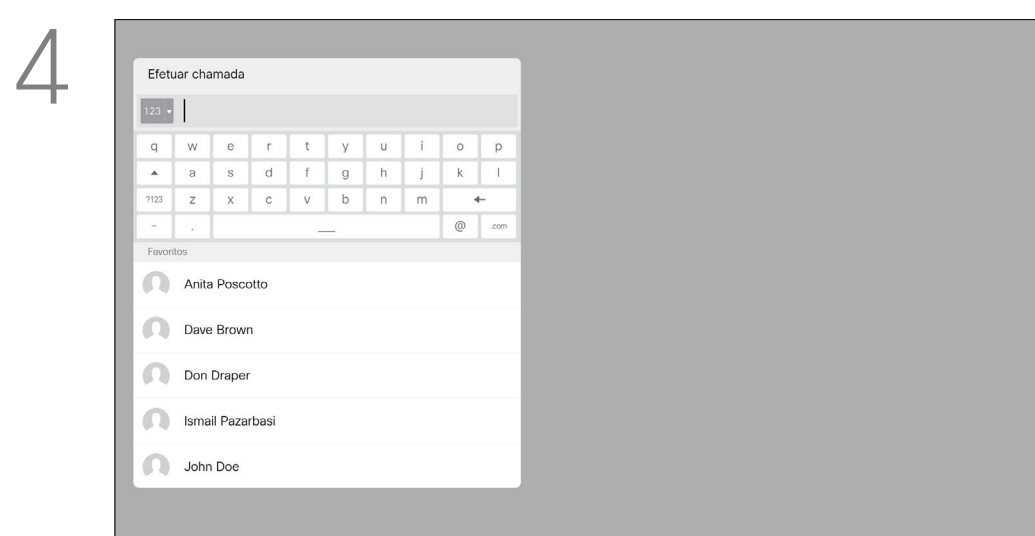 4
Efetuar chamada
123
q w e r t y u i o p
a s d f g h j k l
?123 z x c v b n m
- . @ .com
Favoritos
Anita Poscotto
Dave Brown
Don Draper
Ismail Pazarbasi
John Doe